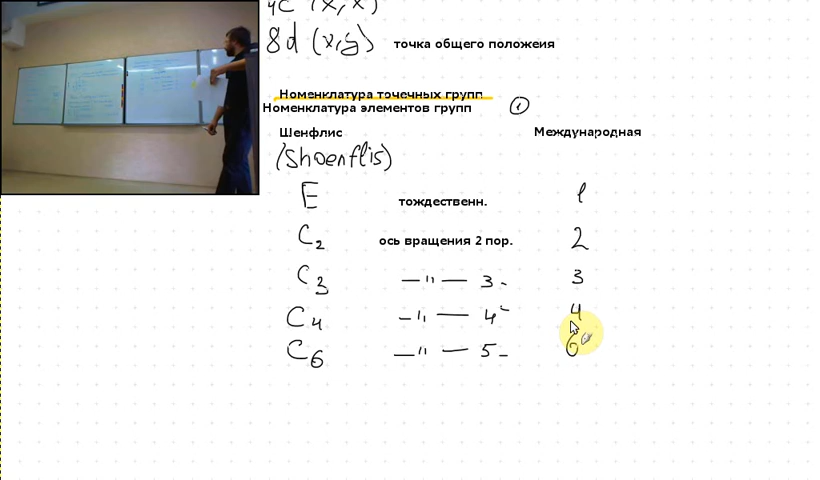 4c (x, x)
8d (x,y) точка общего положеия
Номенклатура точечных групп
Номенклатура элементов групп 1
Шенфлис Международная
(Shoenflis)
E тождественн. 1
C2 ось вращения 2 пор. 2
C3 —"— 3- 3
C4 —"— 4- 4
C6 —"— 5- 6